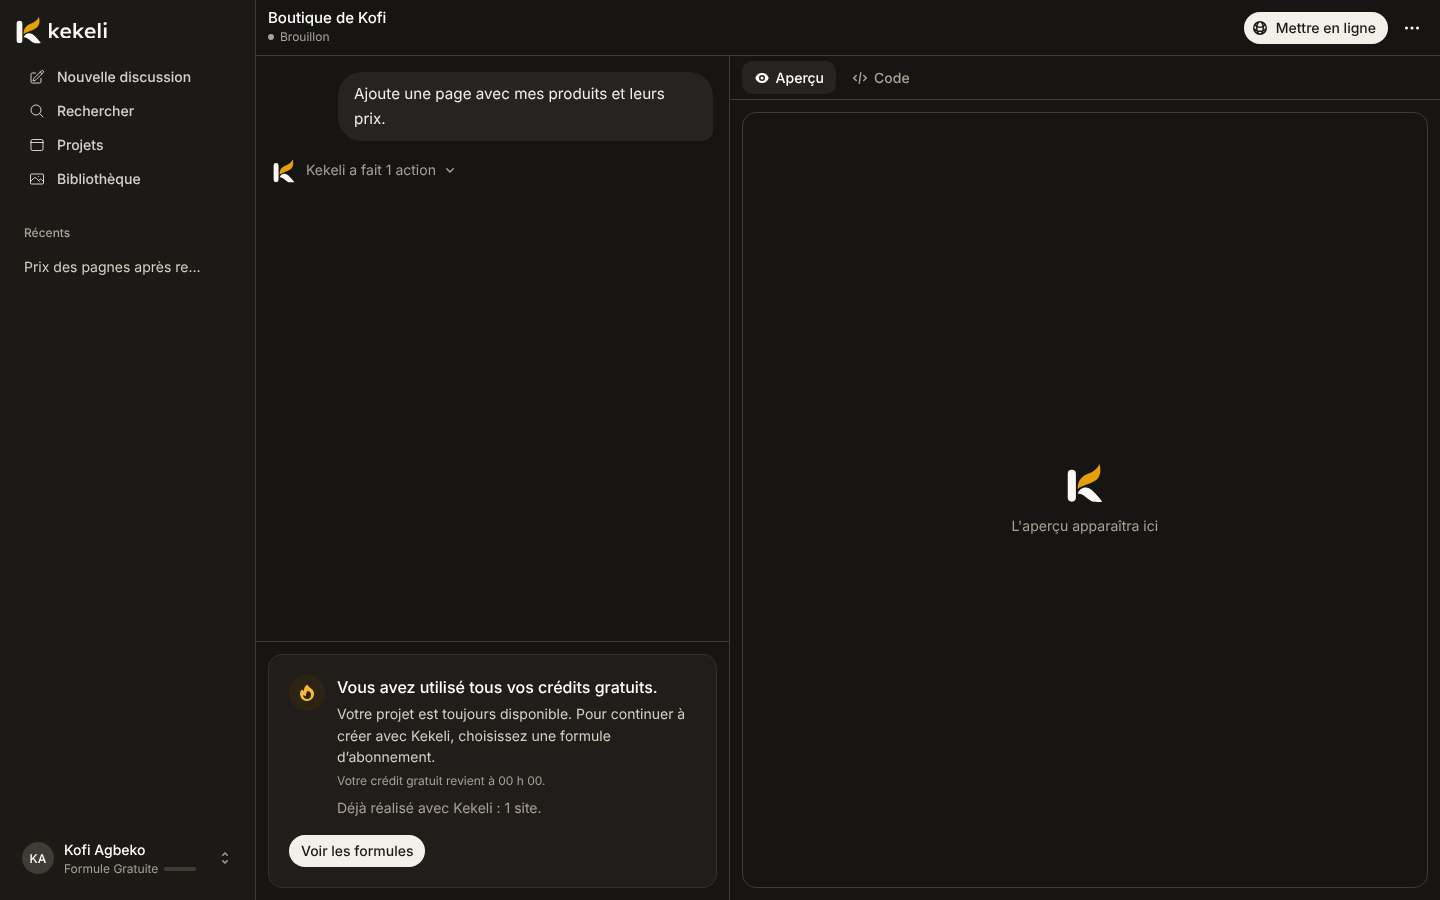 kekeli
Nouvelle discussion
Rechercher
Projets
Bibliothèque
Récents
Prix des pagnes après re...
KA
Kofi Agbeko
Formule Gratuite
Boutique de Kofi
Brouillon
Mettre en ligne
Ajoute une page avec mes produits et leurs
prix.
Kekeli a fait 1 action
Vous avez utilisé tous vos crédits gratuits.
Votre projet est toujours disponible. Pour continuer à
créer avec Kekeli, choisissez une formule
d'abonnement.
Votre crédit gratuit revient à 00 h 00.
Déjà réalisé avec Kekeli : 1 site.
Voir les formules
Aperçu
Code
L'aperçu apparaîtra ici